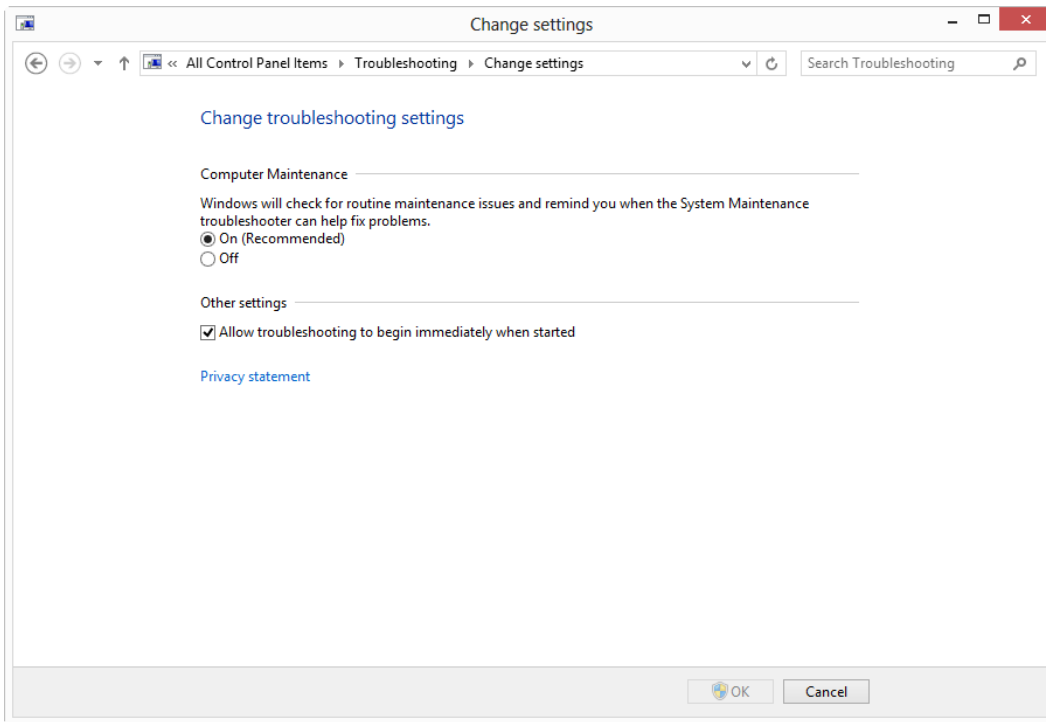 Change settings
« All Control Panel Items Troubleshooting Change settings
Search Troubleshooting
Change troubleshooting settings
Computer Maintenance
Windows will check for routine maintenance issues and remind you when the System Maintenance
troubleshooter can help fix problems.
On (Recommended)
Off
Other settings
Allow troubleshooting to begin immediately when started
Privacy statement
OK Cancel